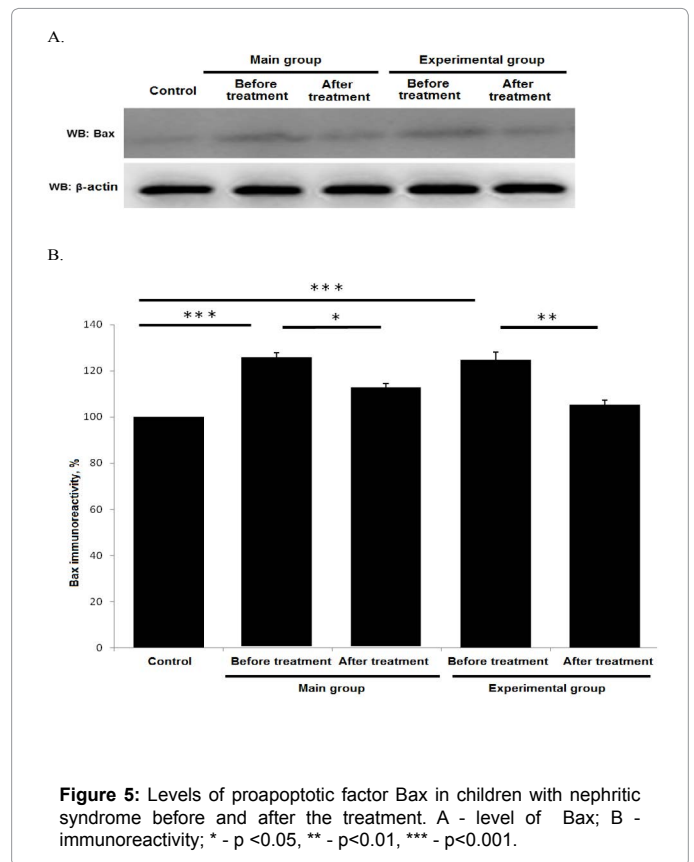 A.
Main group Experimental group
Control Before treatment After treatment Before treatment After treatment
WB: Bax
WB: β-actin
B.
***
*** * **
140
120
100
80
60
40
20
0
Bax immunoreactivity, %
Control Before treatment After treatment Before treatment After treatment
Main group Experimental group
Figure 5: Levels of proapoptotic factor Bax in children with nephritic
syndrome before and after the treatment. A - level of Bax; B -
immunoreactivity; * - p <0.05, ** - p<0.01, *** - p<0.001.